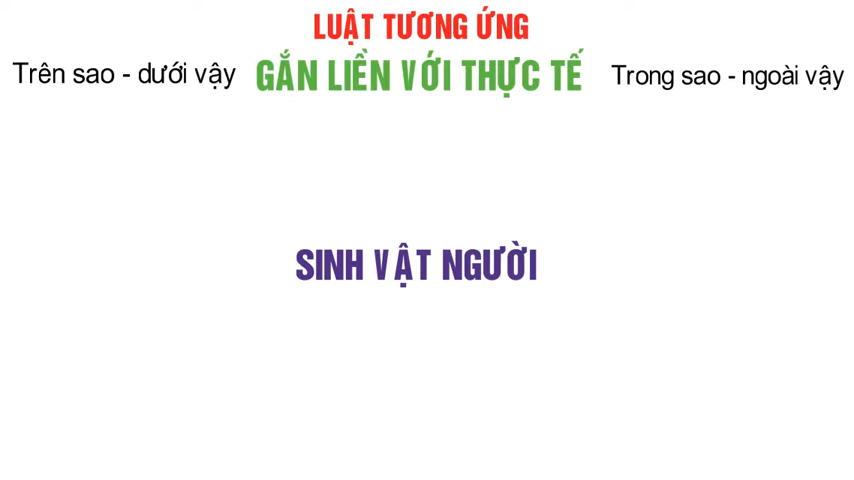 LUẬT TƯƠNG ỨNG
Trên sao - dưới vậy GẮN LIỀN VỚI THỰC TẾ Trong sao - ngoài vậy
SINH VẬT NGƯỜI